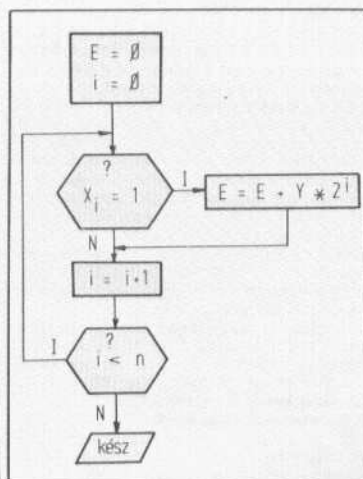 E = Ø
i = Ø
?
X_i = 1
I
E = E + Y * 2^i
N
i = i+1
?
i < n
I
N
kész